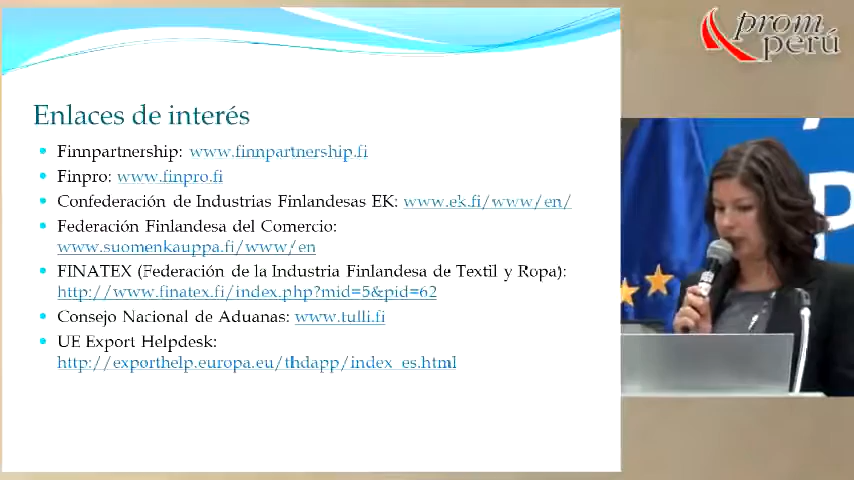 Enlaces de interés
Finnpartnership: www.finnpartnership.fi
Finpro: www.finpro.fi
Confederación de Industrias Finlandesas EK: www.ek.fi/www/en/
Federación Finlandesa del Comercio:
www.suomenkauppa.fi/www/en
FINATEX (Federación de la Industria Finlandesa de Textil y Ropa):
http://www.finatex.fi/index.php?mid=5&pid=62
Consejo Nacional de Aduanas: www.tulli.fi
UE Export Helpdesk:
http://exporthelp.europa.eu/thdapp/index_es.html
prom
perú
P